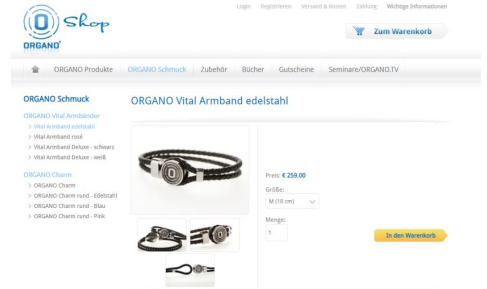 Login Registrieren Versand & Kosten Zahlung Wichtige Informationen
Shop
ORGANO
Zum Warenkorb
ORGANO Produkte ORGANO Schmuck Zubehör Bücher Gutscheine Seminare/ORGANO.TV
ORGANO Schmuck
ORGANO Vital Armbänder
> Vital Armband edelstahl
> Vital Armband rosé
> Vital Armband Deluxe - schwarz
> Vital Armband Deluxe - weiß
ORGANO Charm
> ORGANO Charm
> ORGANO Charm rund - Edelstahl
> ORGANO Charm rund - Blau
> ORGANO Charm rund - Pink
ORGANO Vital Armband edelstahl
Preis: € 259.00
Größe:
M (18 cm)
Menge:
1
In den Warenkorb